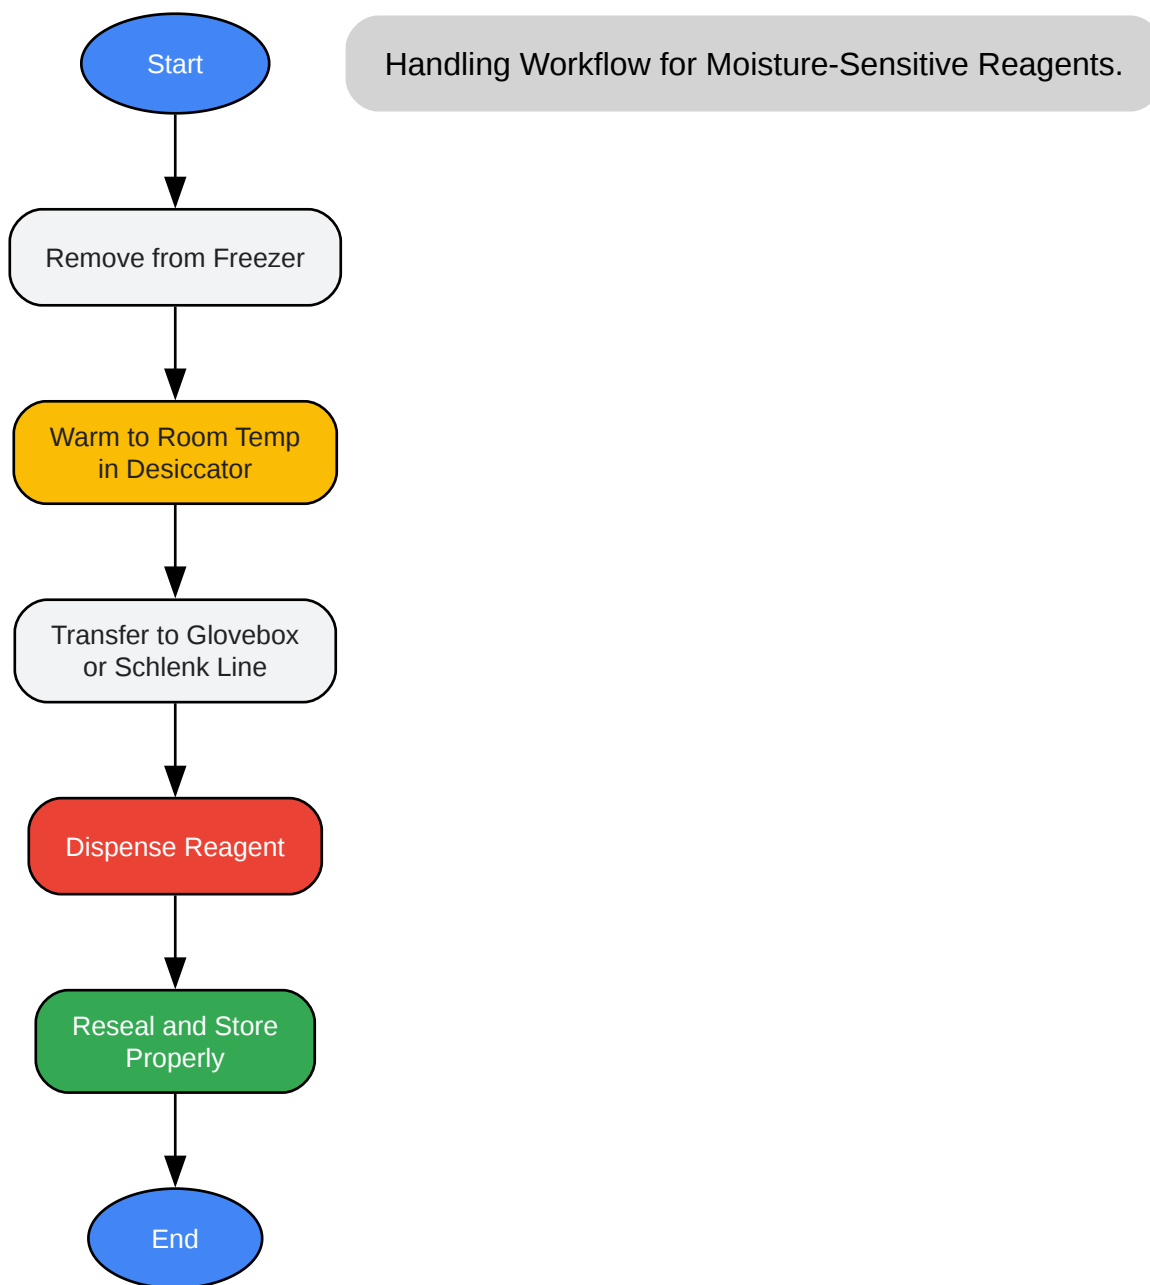 Start
Handling Workflow for Moisture-Sensitive Reagents.
Remove from Freezer
Warm to Room Temp
in Desiccator
Transfer to Glovebox
or Schlenk Line
Dispense Reagent
Reseal and Store
Properly
End